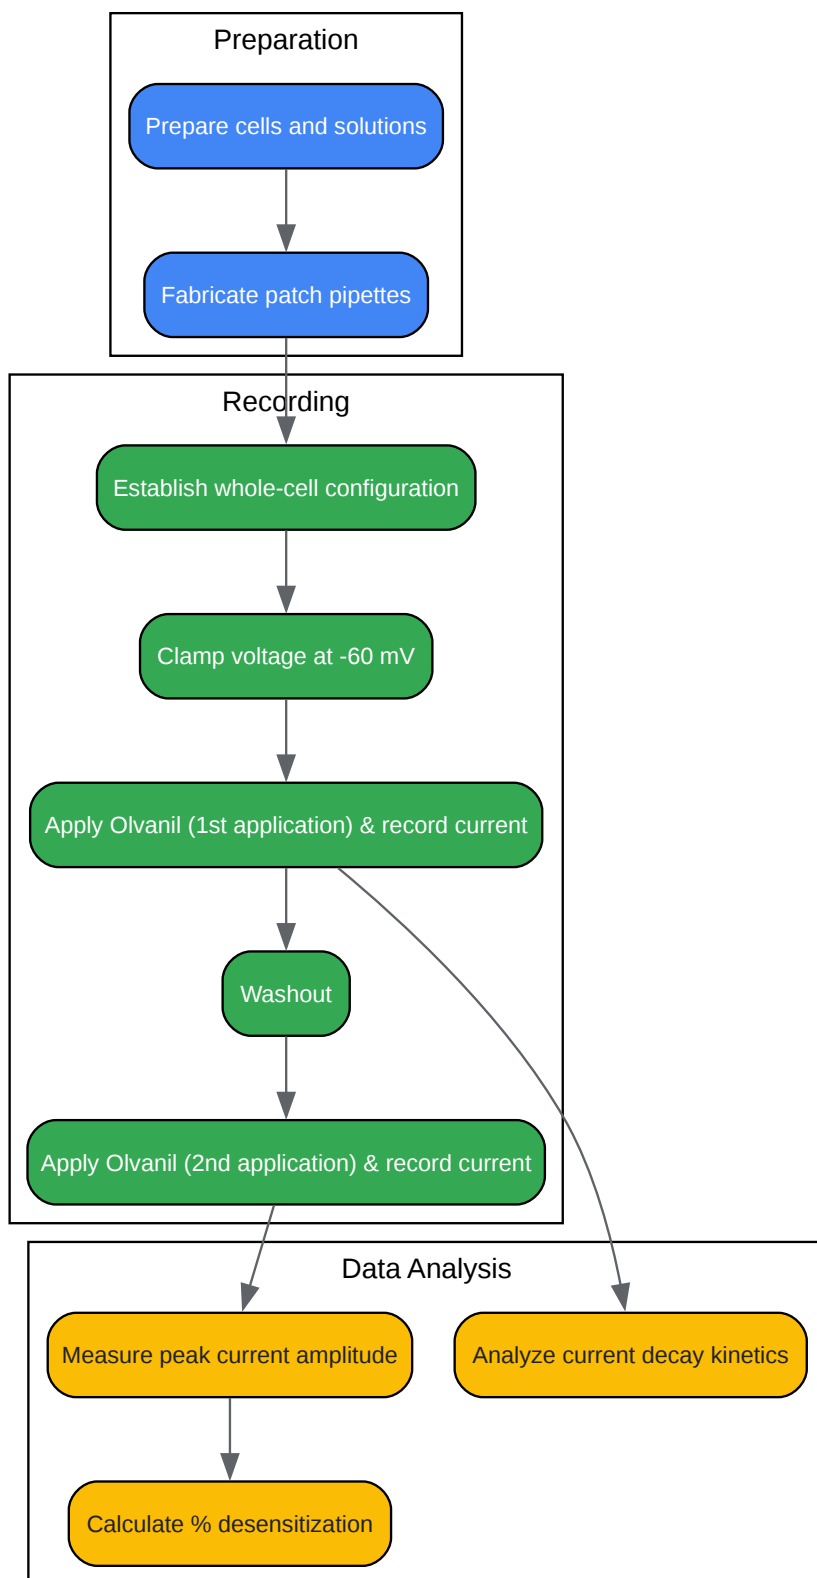 Preparation
Prepare cells and solutions
Fabricate patch pipettes
Recording
Establish whole-cell configuration
Clamp voltage at -60 mV
Apply Olvanil (1st application) & record current
Washout
Apply Olvanil (2nd application) & record current
Data Analysis
Measure peak current amplitude
Analyze current decay kinetics
Calculate % desensitization